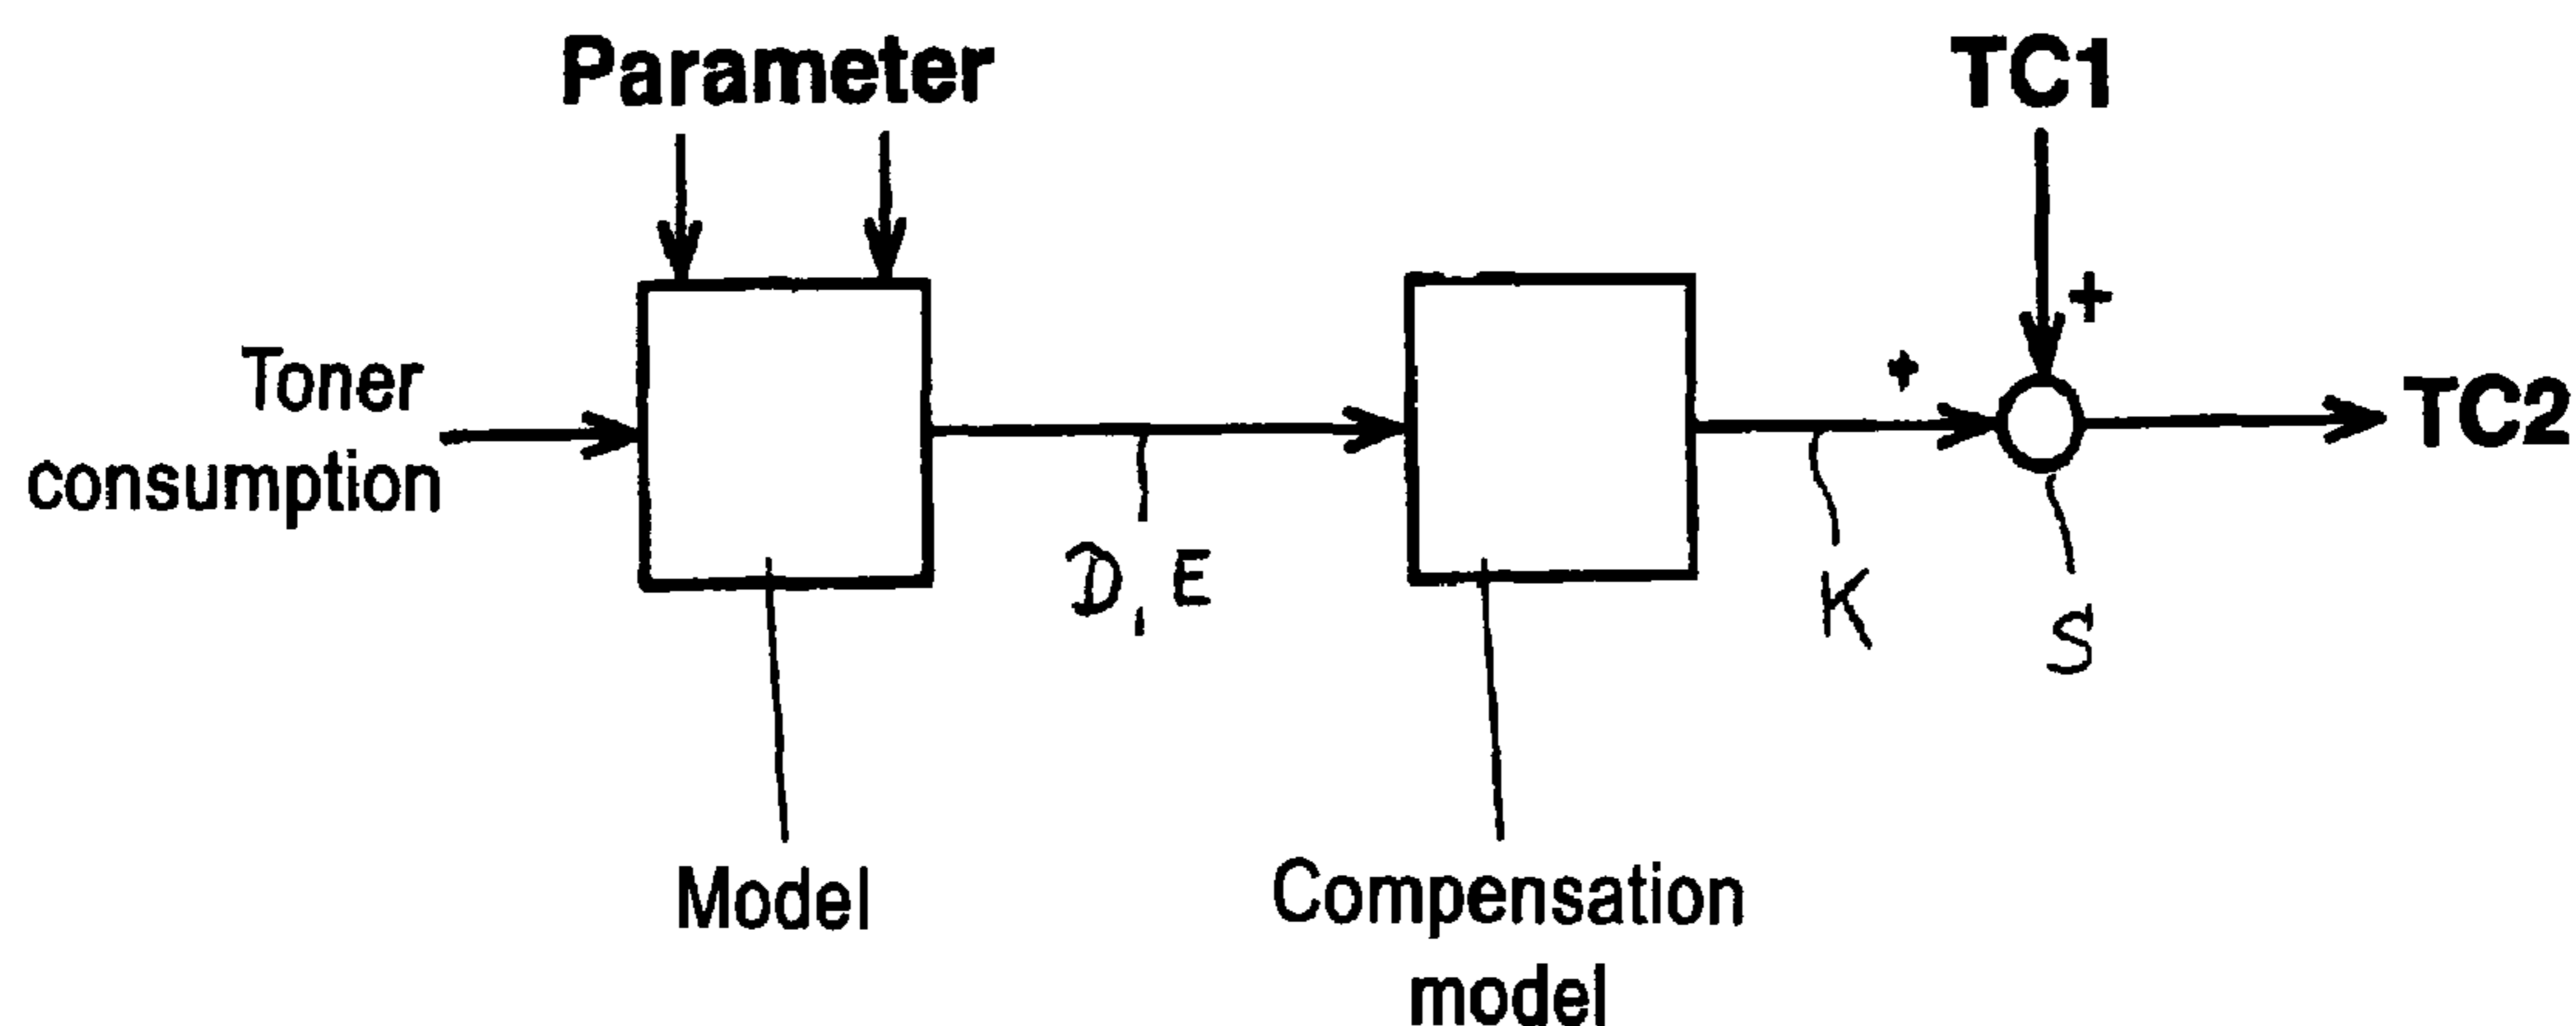 Parameter
TC1
+
+
Toner
consumption
TC2
D, E
K
S
Model
Compensation
model